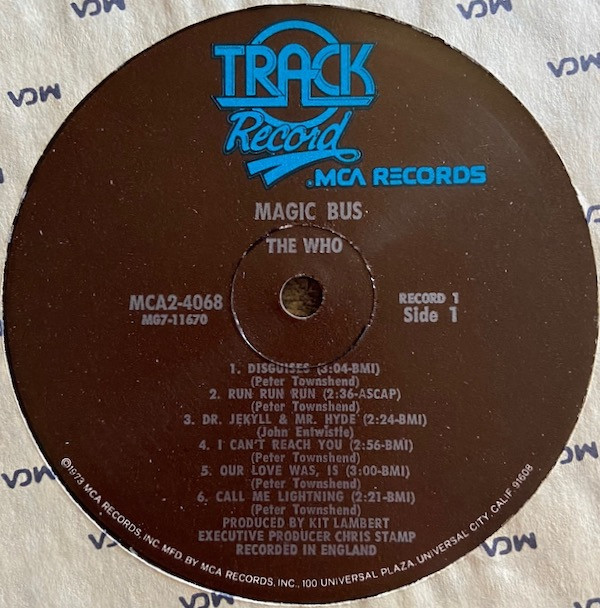 TRACK
Record
MCA RECORDS
MAGIC BUS
THE WHO
MCA2-4068
MG7-11670
RECORD 1
Side 1
1. DISGUISES (3:04-BMI)
(Peter Townshend)
2. RUN RUN RUN (2:36-ASCAP)
(Peter Townshend)
3. DR. JEKYLL & MR. HYDE (2:24-BMI)
(John Entwistle)
4. I CAN'T REACH YOU (2:56-BMI)
(Peter Townshend)
5. OUR LOVE WAS, IS (3:00-BMI)
(Peter Townshend)
6. CALL ME LIGHTNING (2:21-BMI)
(Peter Townshend)
PRODUCED BY KIT LAMBERT
EXECUTIVE PRODUCER CHRIS STAMP
RECORDED IN ENGLAND
©1973 MCA RECORDS, INC. MFD. BY MCA RECORDS, INC., 100 UNIVERSAL PLAZA, UNIVERSAL CITY, CALIF. 91608
MCA
MCA
MCA
MCA
MCA
MCA
MCA
MCA
MCA
MCA